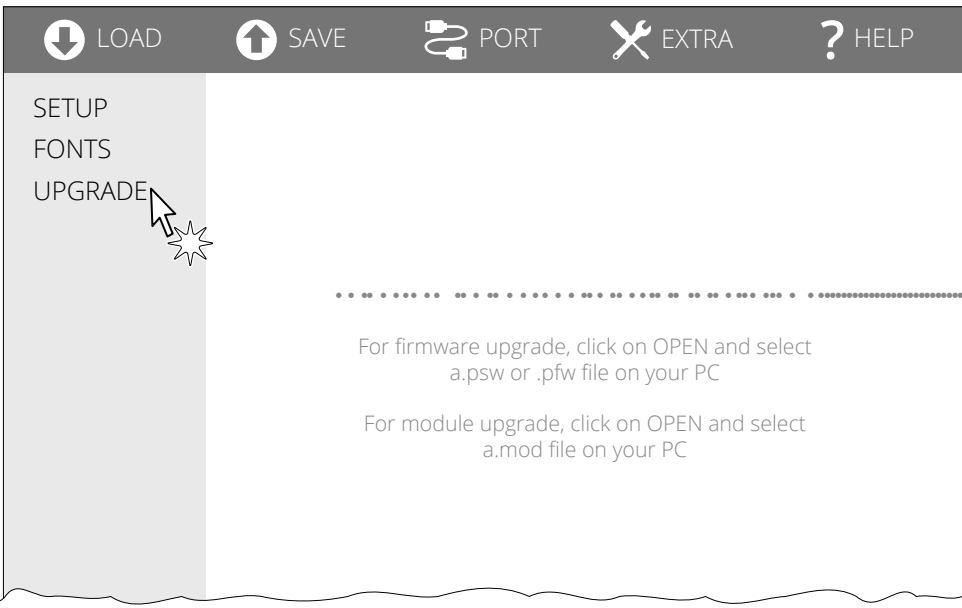 LOAD SAVE PORT EXTRA ? HELP
SETUP
FONTS
UPGRADE
For firmware upgrade, click on OPEN and select
a.psw or .pfw file on your PC
For module upgrade, click on OPEN and select
a.mod file on your PC